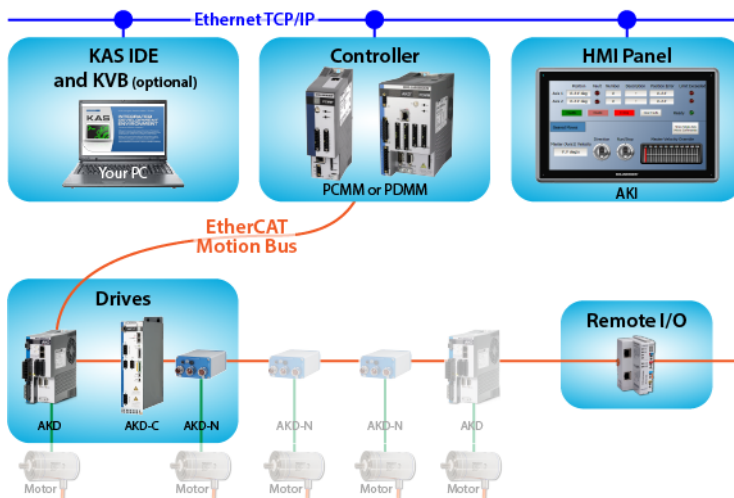 Ethernet TCP/IP
KAS IDE
and KVB (optional)
KAS
Your PC
Controller
PCMM or PDMM
HMI Panel
AKI
EtherCAT
Motion Bus
Drives
AKD
AKD-C
AKD-N
AKD-N
AKD-N
AKD
Remote I/O
Motor
Motor
Motor
Motor
Motor